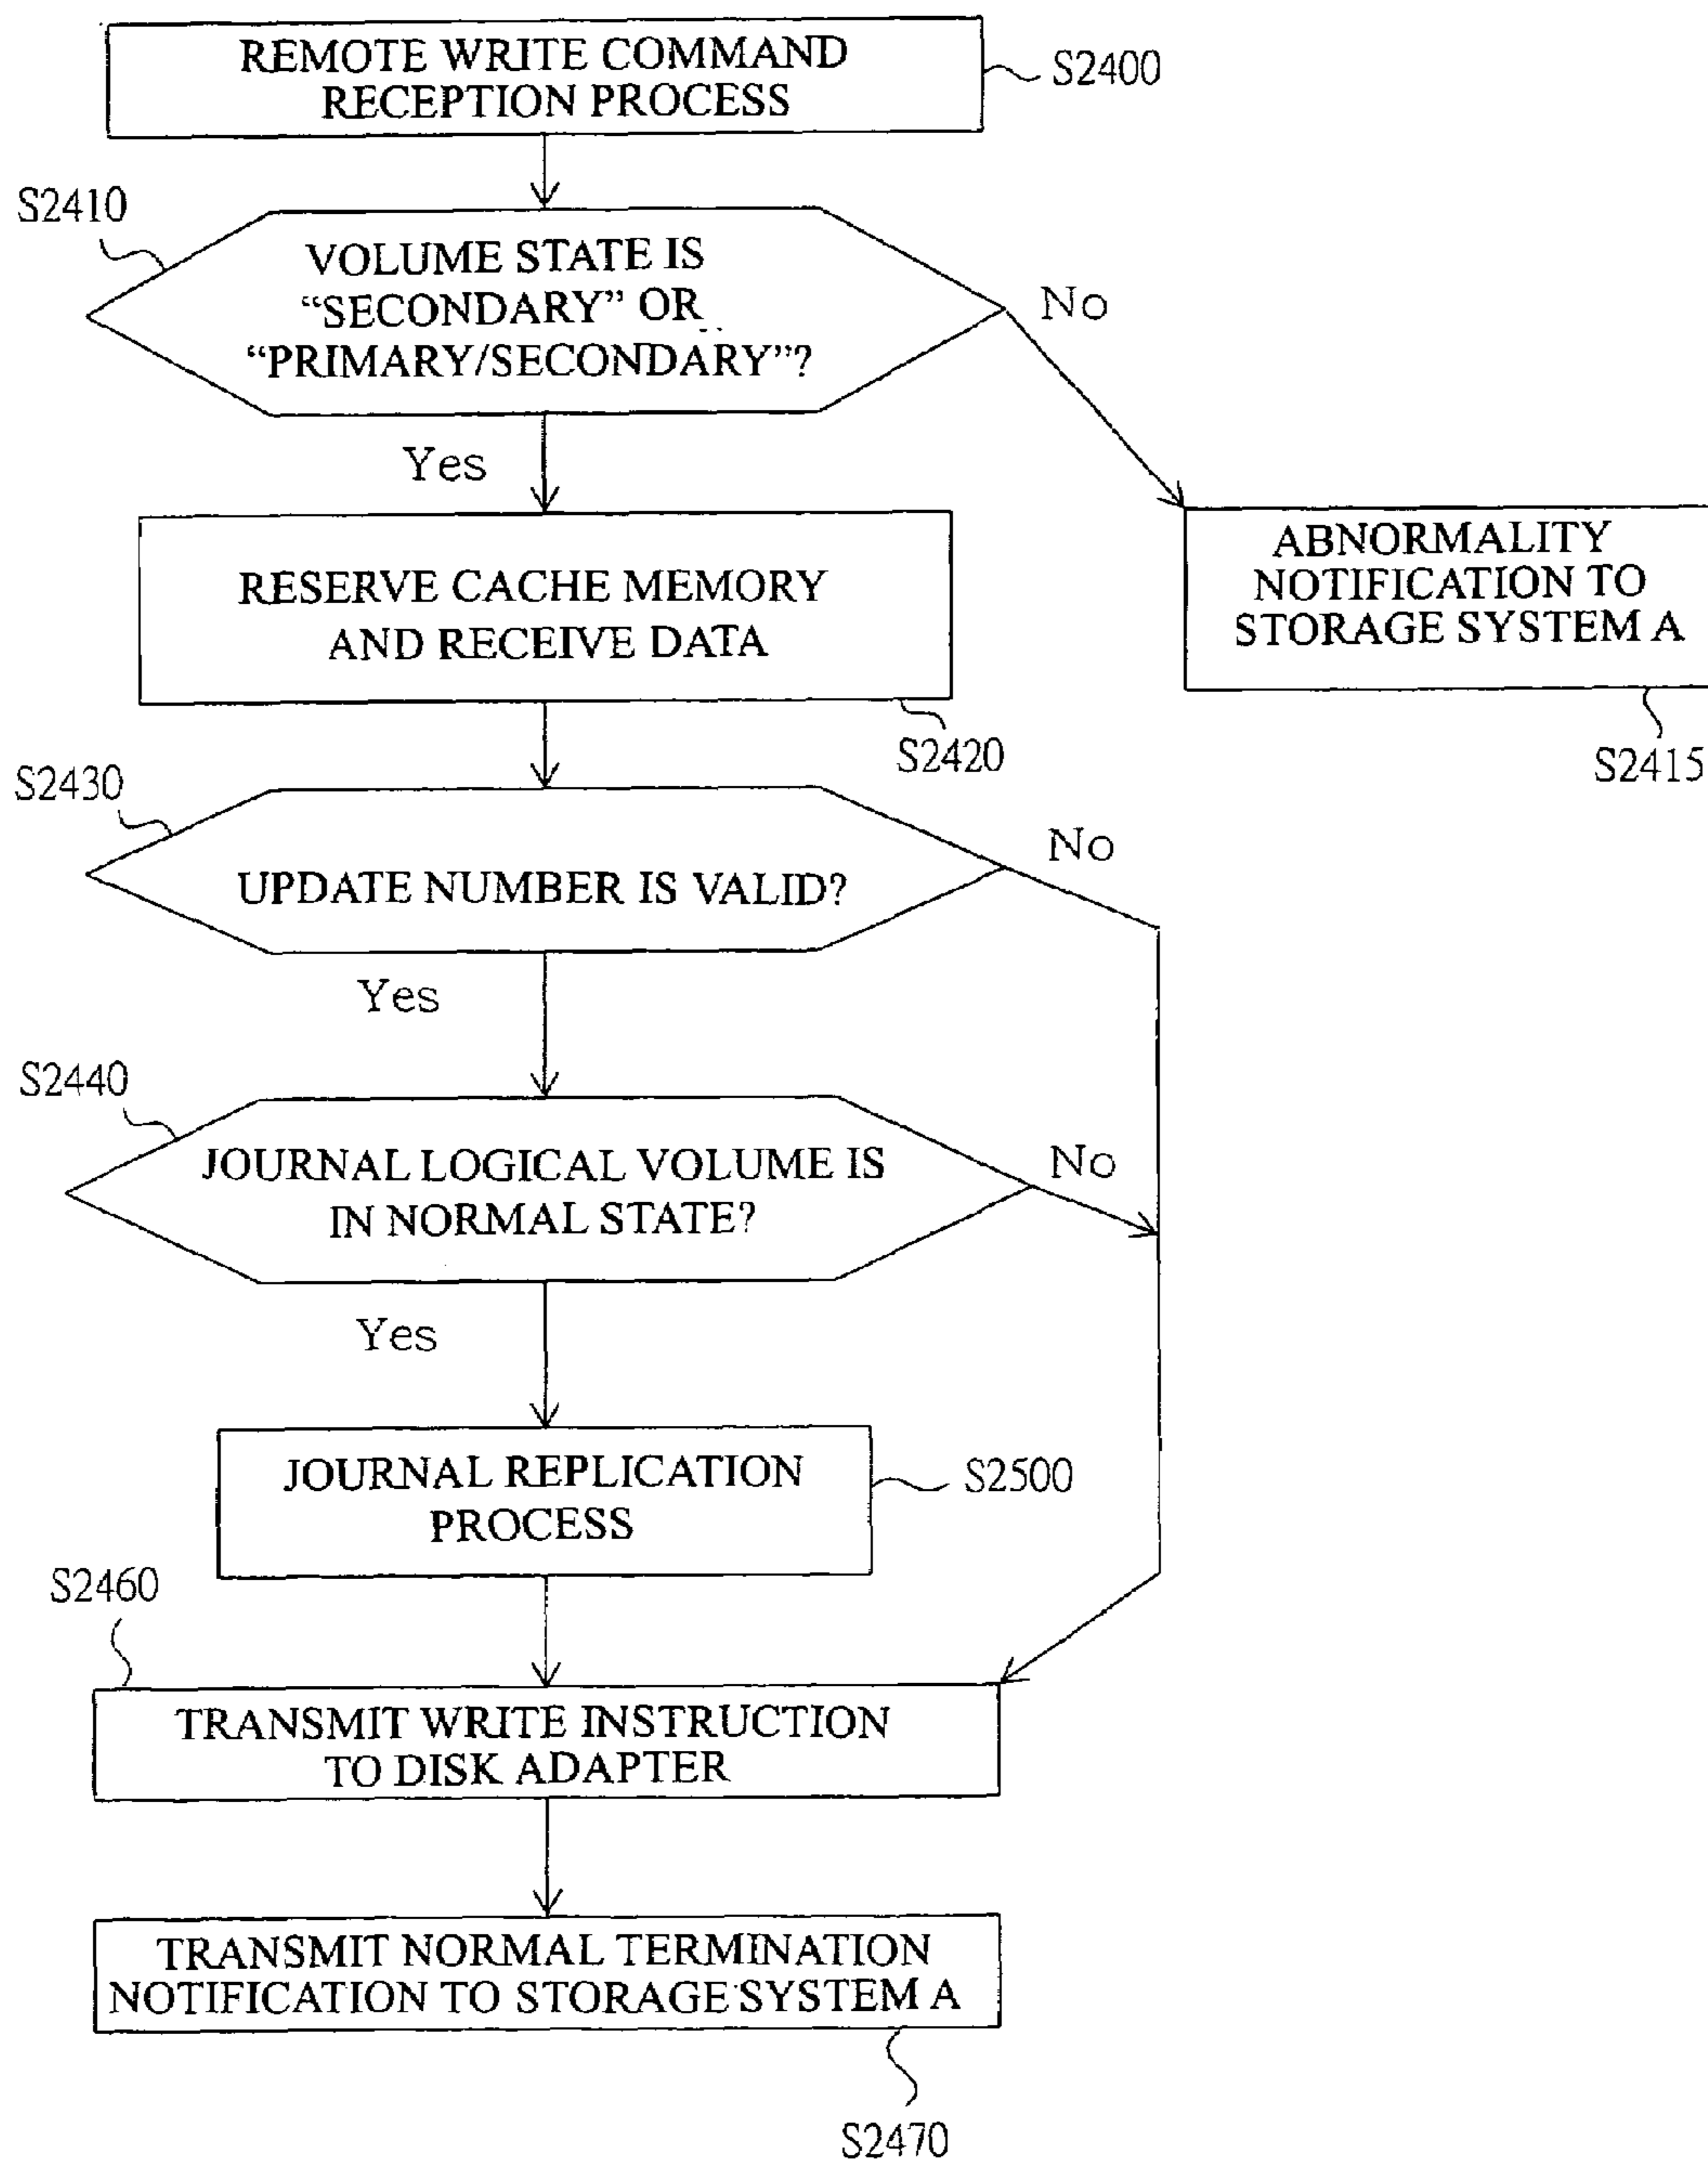 REMOTE WRITE COMMAND
RECEPTION PROCESS
S2400
S2410
VOLUME STATE IS
“SECONDARY” OR
“PRIMARY/SECONDARY”?
No
Yes
RESERVE CACHE MEMORY
AND RECEIVE DATA
S2420
ABNORMALITY
NOTIFICATION TO
STORAGE SYSTEM A
S2415
S2430
UPDATE NUMBER IS VALID?
No
Yes
S2440
JOURNAL LOGICAL VOLUME IS
IN NORMAL STATE?
No
Yes
JOURNAL REPLICATION
PROCESS
S2500
S2460
TRANSMIT WRITE INSTRUCTION
TO DISK ADAPTER
TRANSMIT NORMAL TERMINATION
NOTIFICATION TO STORAGE SYSTEM A
S2470